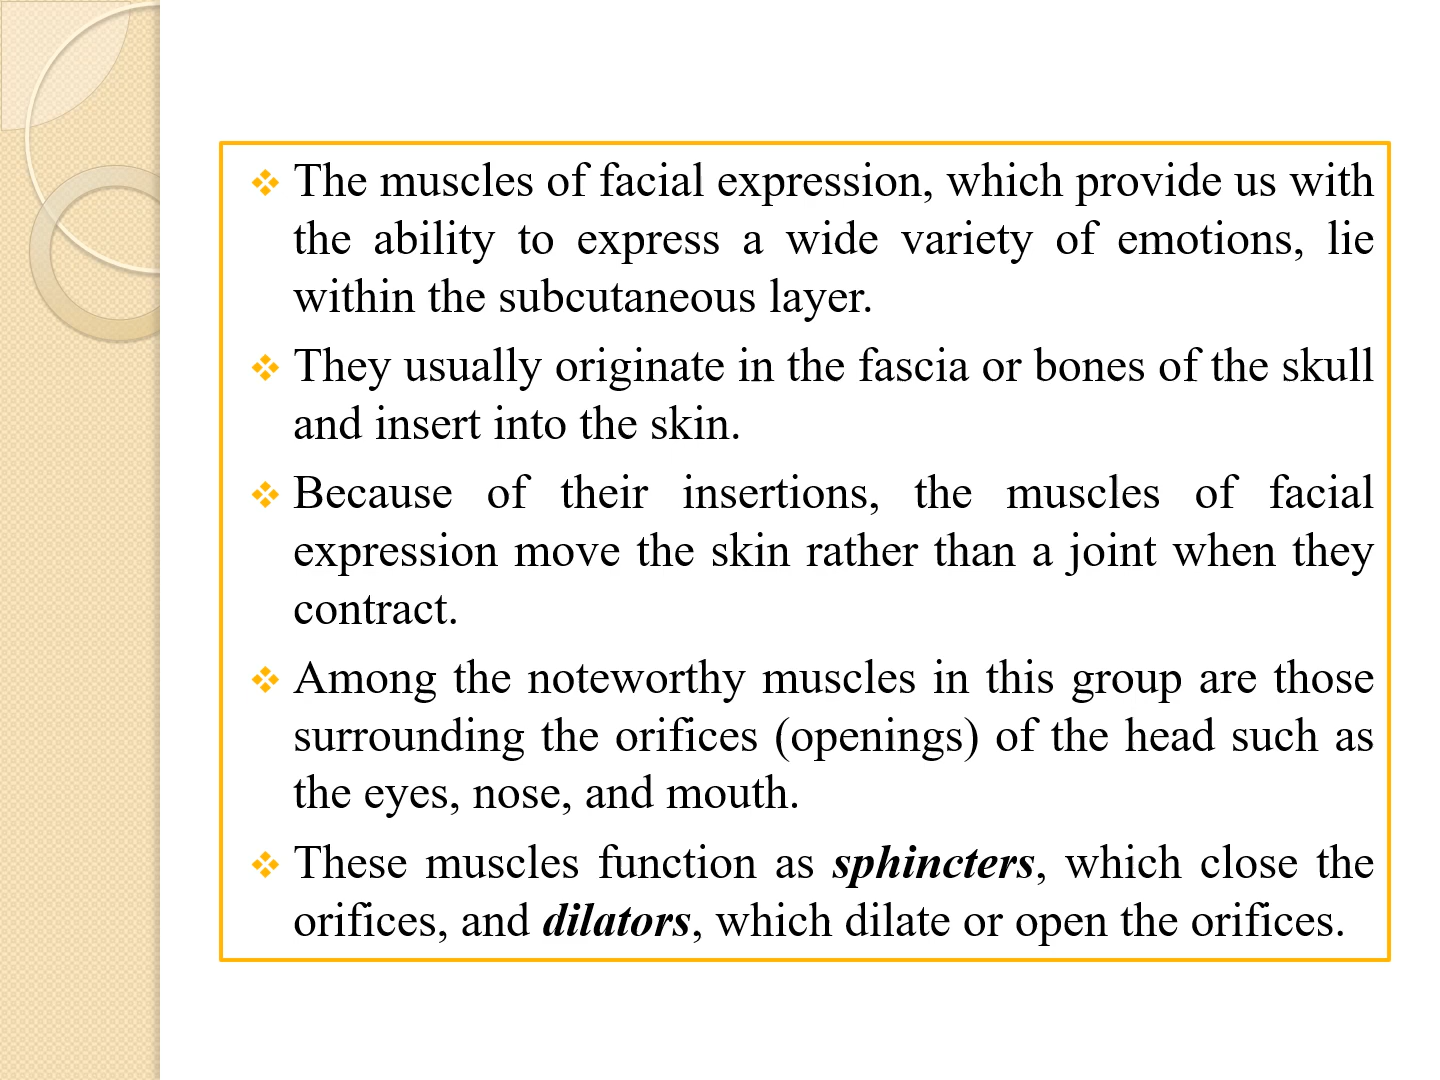 The muscles of facial expression, which provide us with
the ability to express a wide variety of emotions, lie
within the subcutaneous layer.
They usually originate in the fascia or bones of the skull
and insert into the skin.
Because of their insertions, the muscles of facial
expression move the skin rather than a joint when they
contract.
Among the noteworthy muscles in this group are those
surrounding the orifices (openings) of the head such as
the eyes, nose, and mouth.
These muscles function as sphincters, which close the
orifices, and dilators, which dilate or open the orifices.